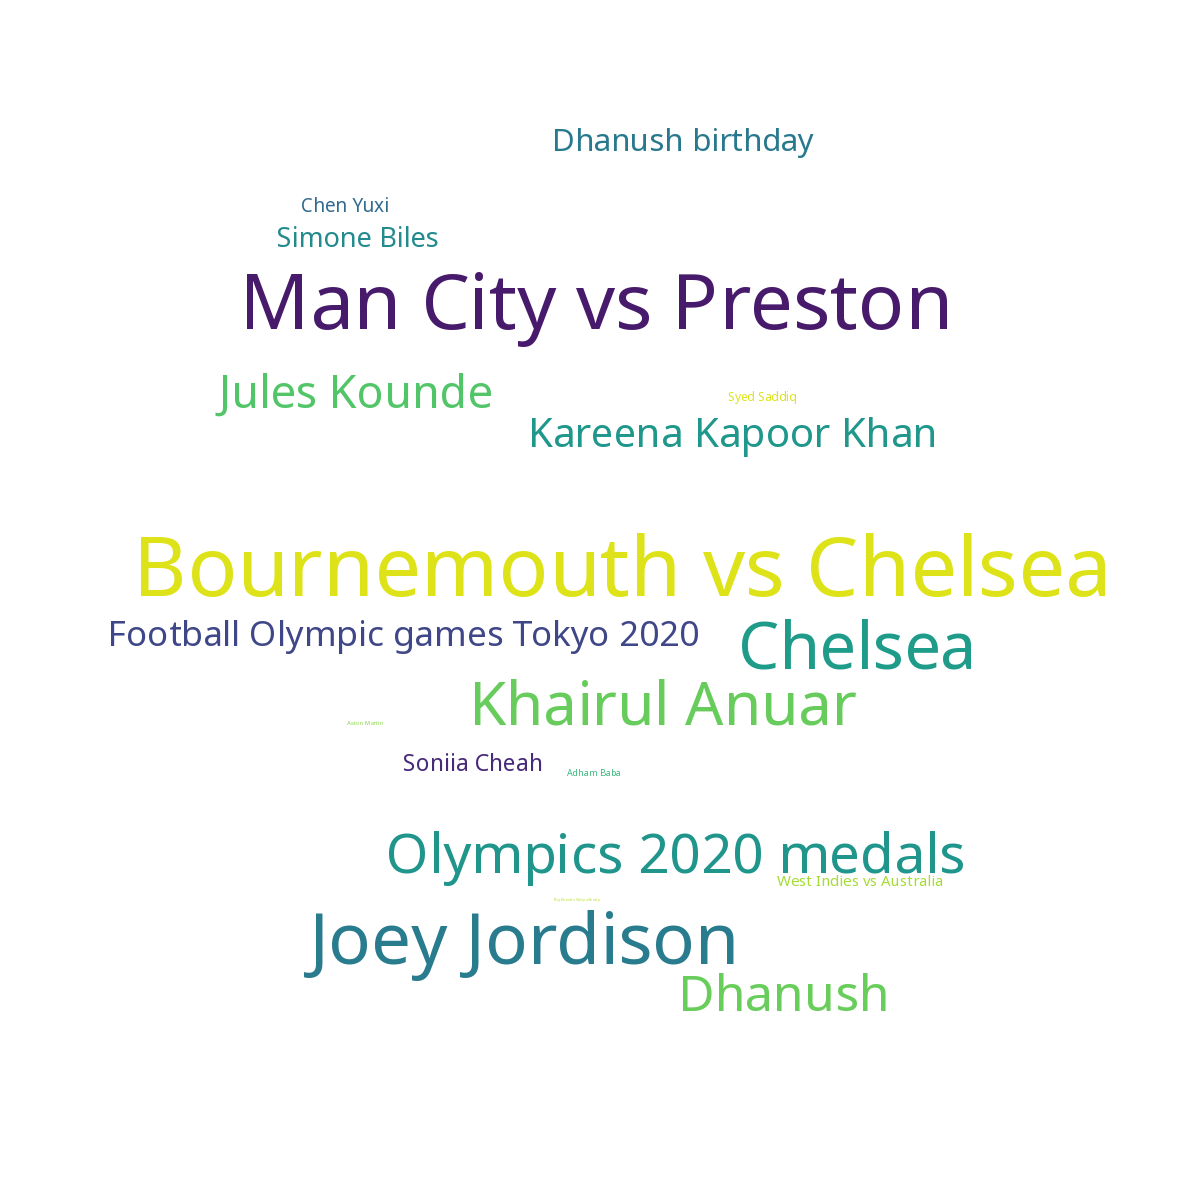 Dhanush birthday
Chen Yuxi
Simone Biles
Man City vs Preston
Jules Kounde
Syed Saddiq
Kareena Kapoor Khan
Bournemouth vs Chelsea
Football Olympic games Tokyo 2020
Chelsea
Khairul Anuar
Aston Martin
Soniia Cheah
Adham Baba
Olympics 2020 medals
West Indies vs Australia
Joey Jordison
Dhanush